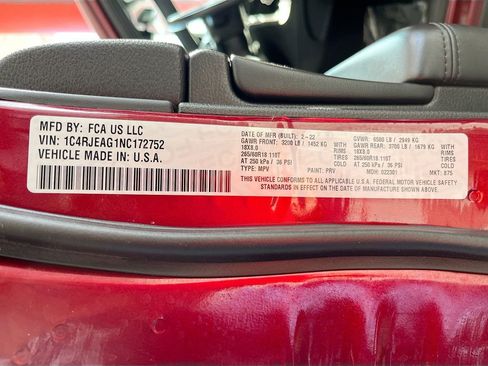 MFD BY: FCA US LLC
VIN: 1C4RJEAG1NC172752
VEHICLE MADE IN: U.S.A.
DATE OF MFR (BUILT): 2-22 GVWR: 6500 LB / 2949 KG
GAWR FRONT: 3200 LB / 1452 KG WITH GAWR REAR: 3700 LB / 1679 KG WITH
18X8.0 TIRES 18X8.0 TIRES
265/60R18 110T RIMS 265/60R18 110T RIMS
AT 250 kPa / 36 PSI COLD AT 250 kPa / 36 PSI COLD
TYPE: MPV PAINT: PRV MDH: 022301 MKT: 875
THIS VEHICLE CONFORMS TO ALL APPLICABLE U.S.A. FEDERAL MOTOR VEHICLE SAFETY
STANDARDS IN EFFECT ON THE DATE OF MANUFACTURE SHOWN ABOVE.